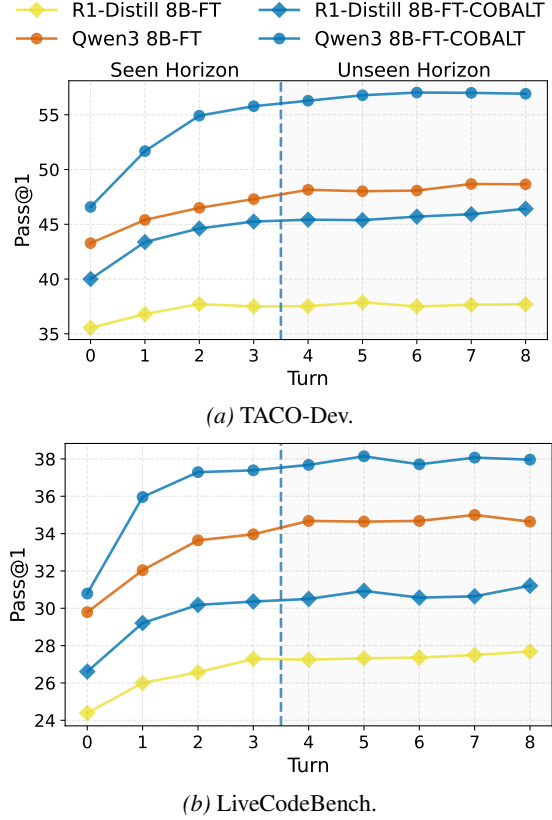 R1-Distill 8B-FT
R1-Distill 8B-FT-COBALT
Qwen3 8B-FT
Qwen3 8B-FT-COBALT
Seen Horizon
Unseen Horizon
Pass@1
55
50
45
40
35
0 1 2 3 4 5 6 7 8
Turn
(a) TACO-Dev.
Pass@1
38
36
34
32
30
28
26
24
0 1 2 3 4 5 6 7 8
Turn
(b) LiveCodeBench.